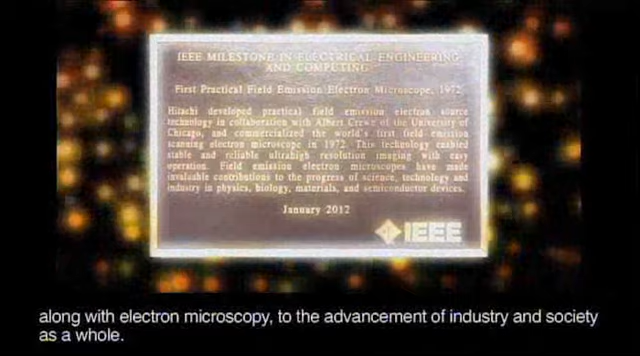 IEEE MILESTONE IN ELECTRICAL ENGINEERING
AND COMPUTING
First Practical Field Emission Electron Microscope, 1972
Hitachi developed practical field emission electron source
technology in collaboration with Albert Crewe of the University of
Chicago, and commercialized the world's first field emission
scanning electron microscope in 1972. This technology enabled
stable and reliable ultrahigh resolution imaging with easy
operation. Field emission electron microscopes have made
invaluable contributions to the progress of science, technology and
industry in physics, biology, materials, and semiconductor devices.
January 2012
IEEE
along with electron microscopy, to the advancement of industry and society
as a whole.